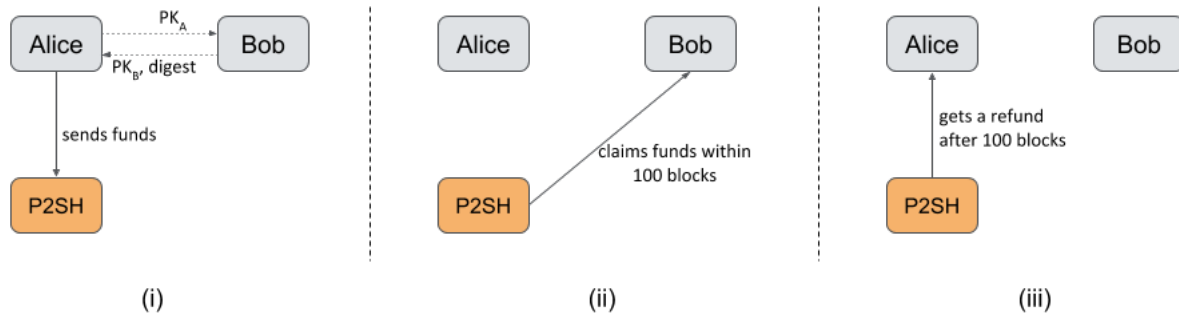 Alice
PK_A
Bob
PK_B, digest
sends funds
P2SH
(i)
Alice
Bob
claims funds within
100 blocks
P2SH
(ii)
Alice
Bob
gets a refund
after 100 blocks
P2SH
(iii)